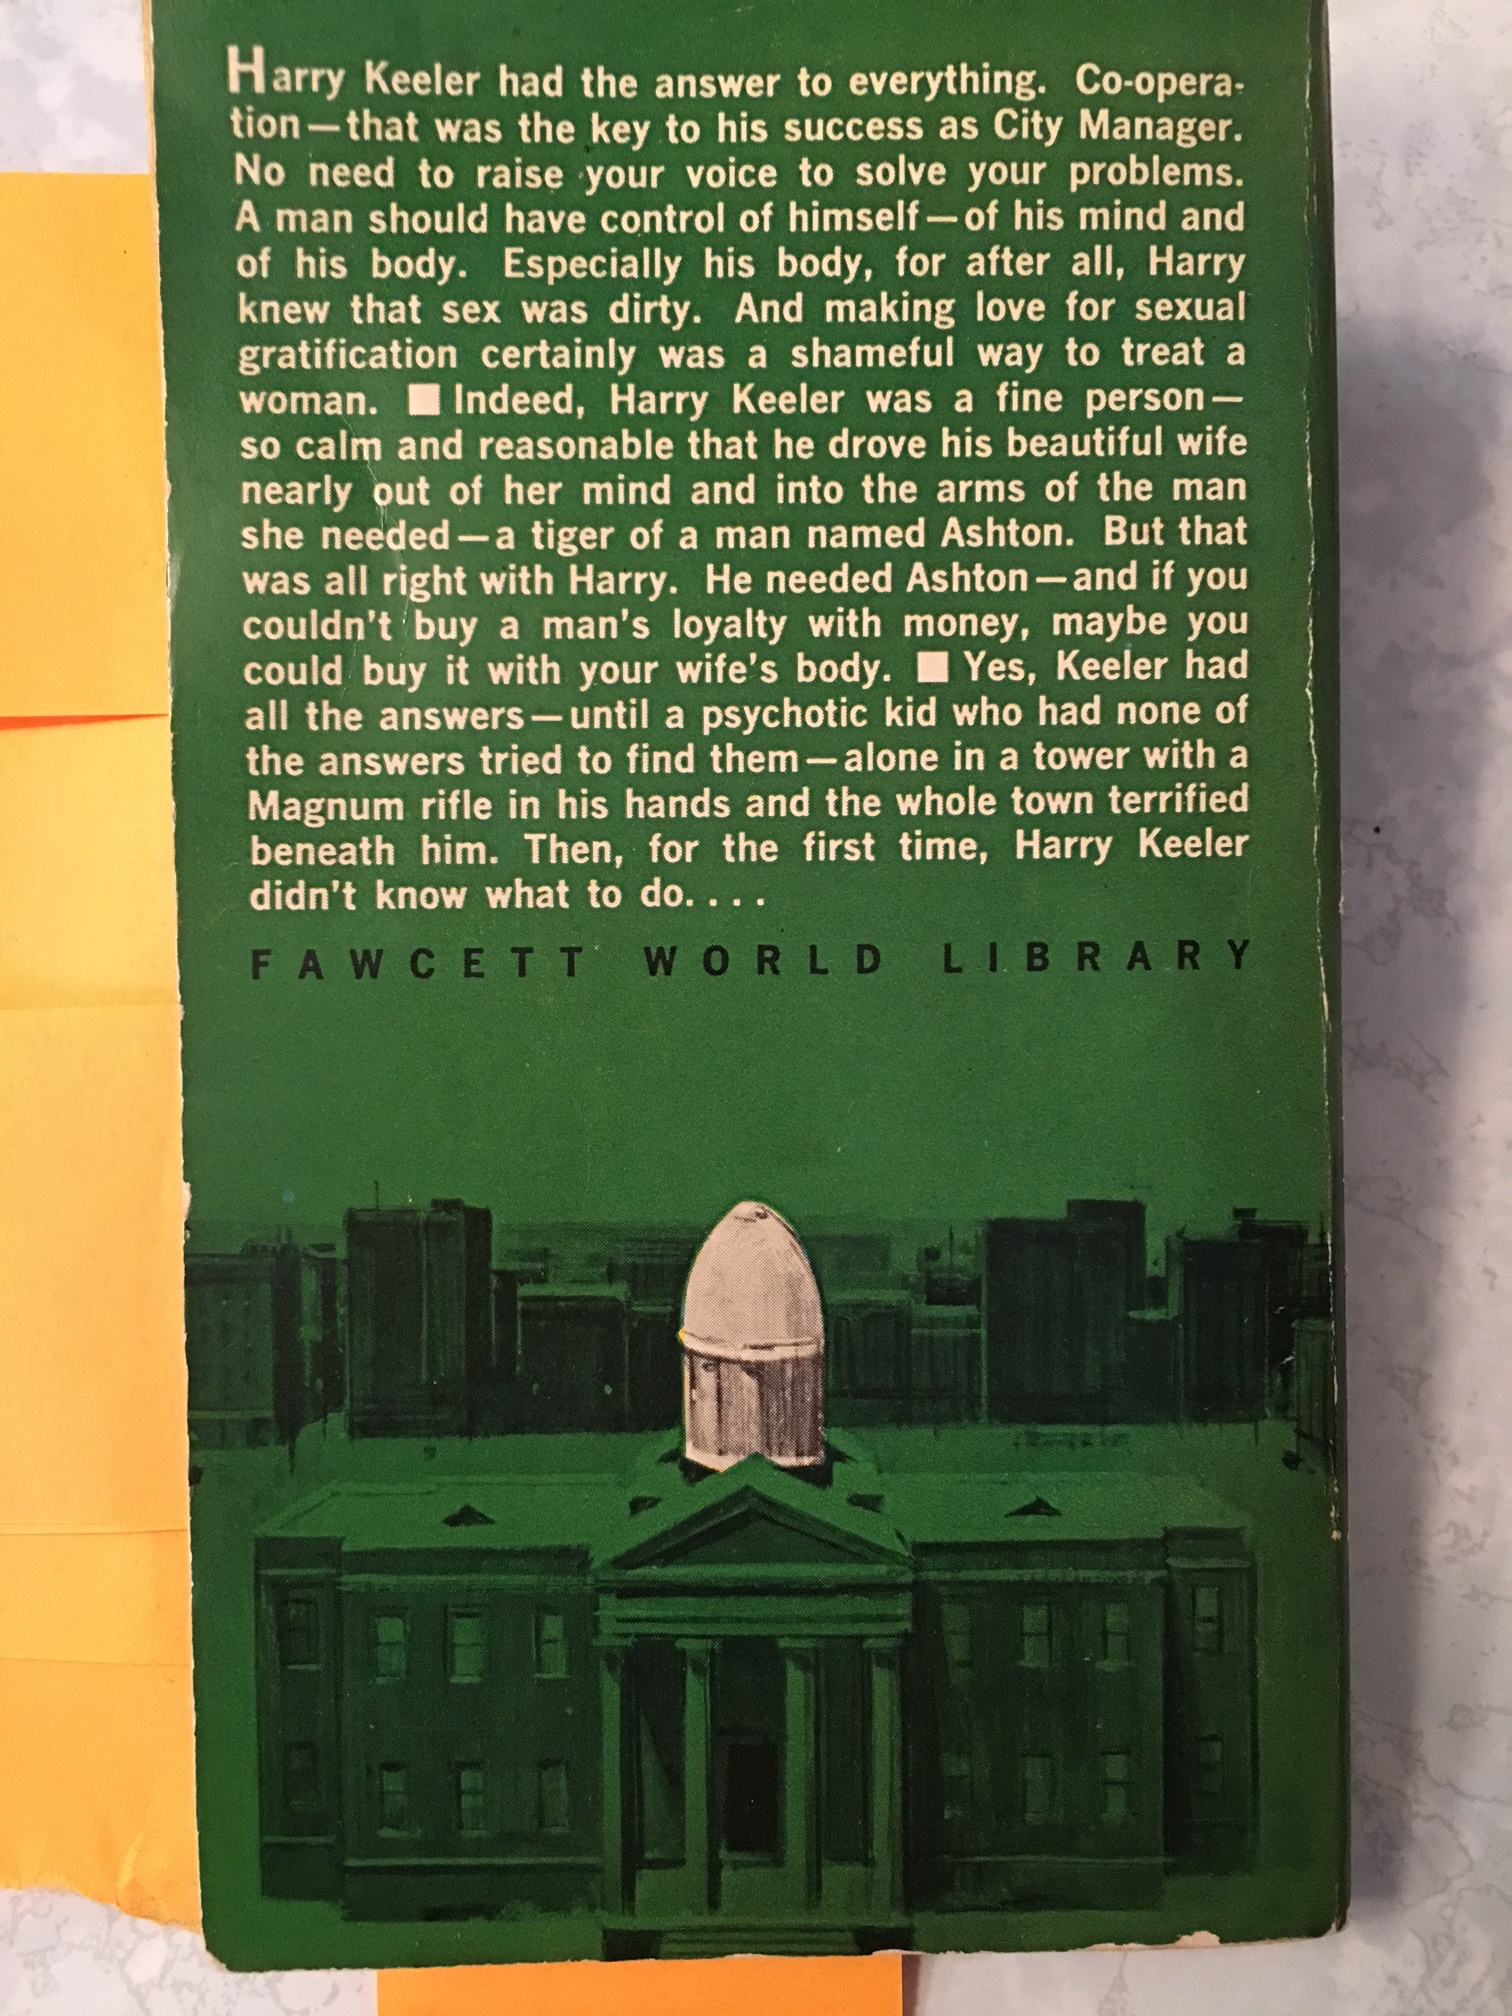 Harry Keeler had the answer to everything. Co-opera-
tion—that was the key to his success as City Manager.
No need to raise your voice to solve your problems.
A man should have control of himself—of his mind and
of his body. Especially his body, for after all, Harry
knew that sex was dirty. And making love for sexual
gratification certainly was a shameful way to treat a
woman. ■ Indeed, Harry Keeler was a fine person—
so calm and reasonable that he drove his beautiful wife
nearly out of her mind and into the arms of the man
she needed—a tiger of a man named Ashton. But that
was all right with Harry. He needed Ashton—and if you
couldn't buy a man's loyalty with money, maybe you
could buy it with your wife's body. ■ Yes, Keeler had
all the answers—until a psychotic kid who had none of
the answers tried to find them—alone in a tower with a
Magnum rifle in his hands and the whole town terrified
beneath him. Then, for the first time, Harry Keeler
didn't know what to do. . . .
FAWCETT WORLD LIBRARY